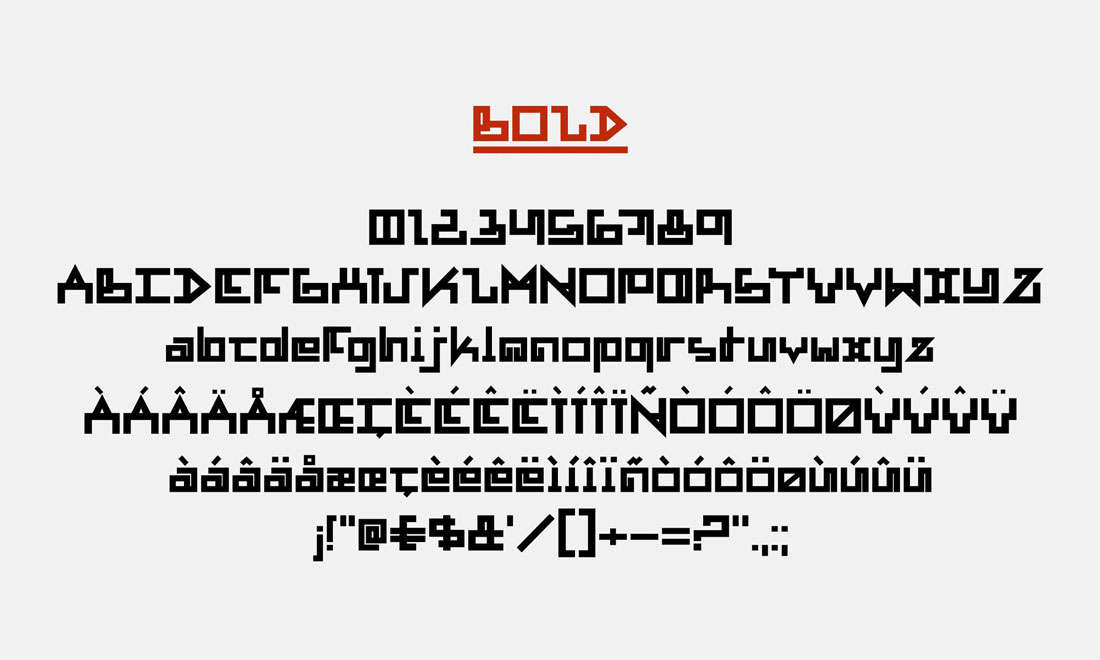 BOLD
0123456789
ABCDEFGHIJKLMNOPQRSTUVWXYZ
abcdefghijklmnopqrstuvwxyz
ÀÁÂÄÅÆŒÇÈÉÊËÌÍÎÏÑÒÓÔÖØÙÚÛÜ
àáâäåæœçèéêëìíîïñòóôöøùúûü
¡!"@€$&'/[]+-=?".,:;